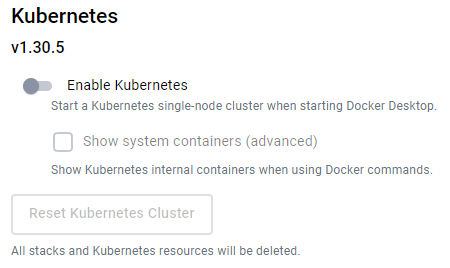 Kubernetes
v1.30.5
Enable Kubernetes
Start a Kubernetes single-node cluster when starting Docker Desktop.
Show system containers (advanced)
Show Kubernetes internal containers when using Docker commands.
Reset Kubernetes Cluster
All stacks and Kubernetes resources will be deleted.